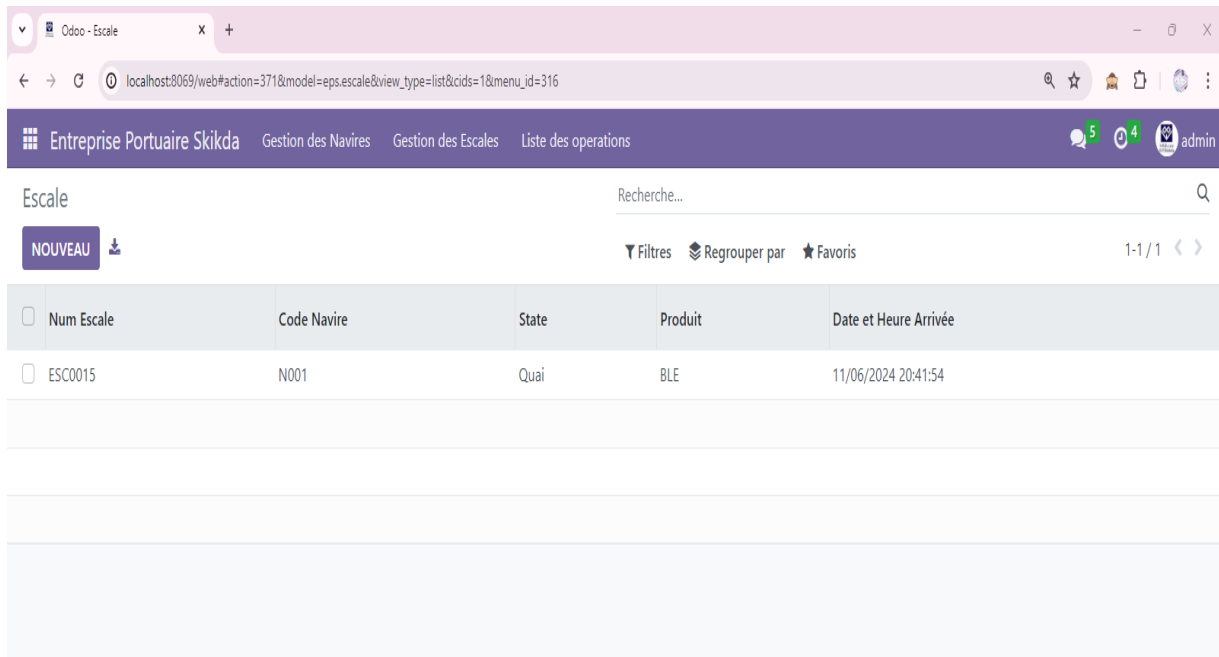 Odoo - Escale
localhost:8069/web#action=371&model=eps.escale&view_type=list&cids=1&menu_id=316
Entreprise Portuaire Skikda Gestion des Navires Gestion des Escales Liste des operations 5 4 admin
Escale Recherche...
NOUVEAU Filtres Regrouper par Favoris 1-1 / 1
Num Escale Code Navire State Produit Date et Heure Arrivée
ESC0015 N001 Quai BLE 11/06/2024 20:41:54